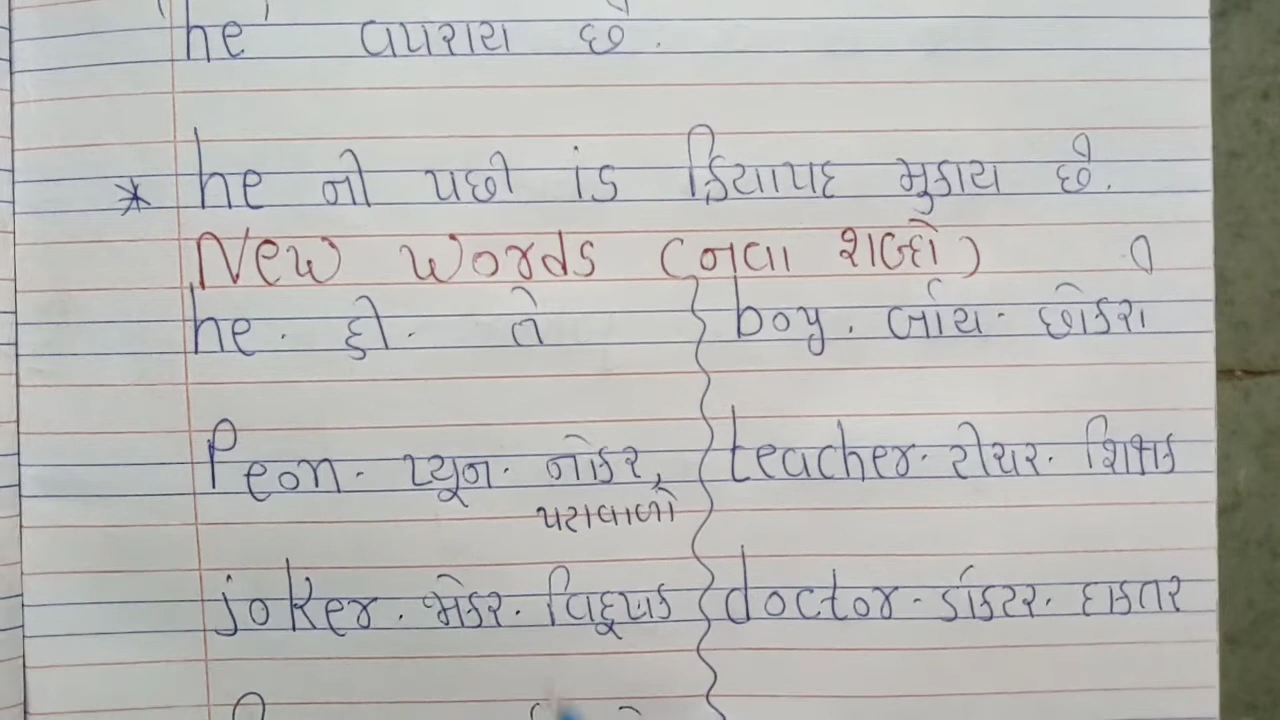 he વપરાય છે.
* he ની પછી is ક્રિયાપદ મુકાય છે.
New words (નવા શબ્દો)
he. હી. તે
boy. બૉય. છોકરા
Peon. પ્યૂન. નોકર,
પટાવાળો
teacher. ટીચર. શિક્ષક
joker. જોકર. વિદૂષક
doctor. ડૉક્ટર. દાક્તર